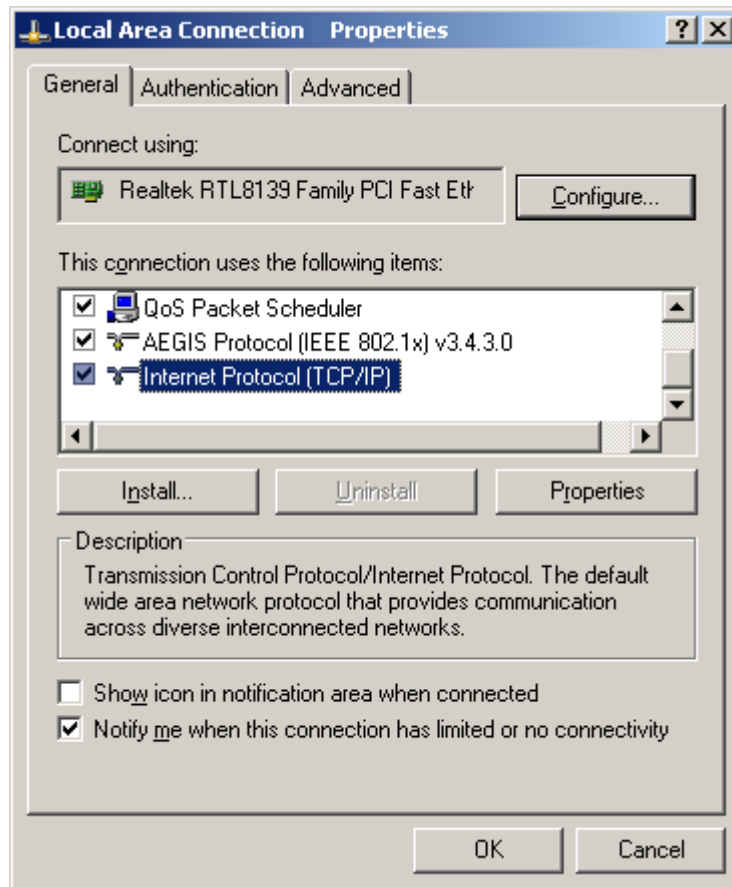 Local Area Connection Properties
General Authentication Advanced
Connect using:
Realtek RTL8139 Family PCI Fast Eth
Configure...
This connection uses the following items:
QoS Packet Scheduler
AEGIS Protocol (IEEE 802.1x) v3.4.3.0
Internet Protocol (TCP/IP)
Install... Uninstall Properties
Description
Transmission Control Protocol/Internet Protocol. The default
wide area network protocol that provides communication
across diverse interconnected networks.
Show icon in notification area when connected
Notify me when this connection has limited or no connectivity
OK Cancel